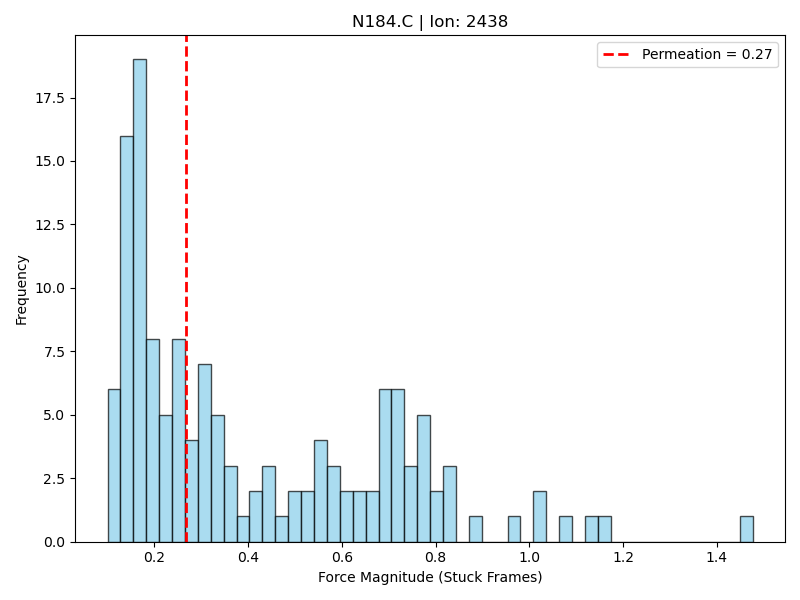 N184.C | Ion: 2438
Permeation = 0.27
17.5
15.0
12.5
10.0
7.5
5.0
2.5
0.0
Frequency
0.2 0.4 0.6 0.8 1.0 1.2 1.4
Force Magnitude (Stuck Frames)